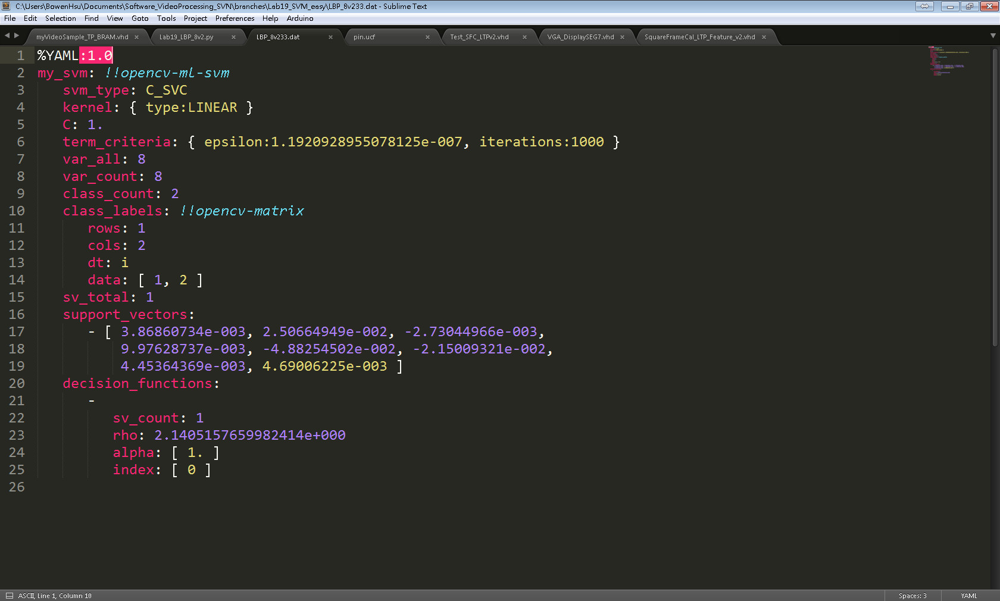 C:\Users\BowenHsu\Documents\Software_VideoProcessing_SVN\branches\Lab19_SVM_easy\LBP_8v233.dat - Sublime Text
File Edit Selection Find View Goto Tools Project Preferences Help Arduino
myVideoSample_TP_BRAM.vhd × Lab19_LBP_8v2.py × LBP_8v233.dat × pin.ucf × Test_SFC_LTPv2.vhd × VGA_DisplaySEG7.vhd × SquareFrameCal_LTP_Feature_v2.vhd ×
1 %YAML:1.0
2 my_svm: !!opencv-ml-svm
3 svm_type: C_SVC
4 kernel: { type:LINEAR }
5 C: 1.
6 term_criteria: { epsilon:1.1920928955078125e-007, iterations:1000 }
7 var_all: 8
8 var_count: 8
9 class_count: 2
10 class_labels: !!opencv-matrix
11 rows: 1
12 cols: 2
13 dt: i
14 data: [ 1, 2 ]
15 sv_total: 1
16 support_vectors:
17 - [ 3.86860734e-003, 2.50664949e-002, -2.73044966e-003,
18 9.97628737e-003, -4.88254502e-002, -2.15009321e-002,
19 4.45364369e-003, 4.69006225e-003 ]
20 decision_functions:
21 -
22 sv_count: 1
23 rho: 2.1405157659982414e+000
24 alpha: [ 1. ]
25 index: [ 0 ]
26
ASCII, Line 1, Column 10 Spaces: 3 YAML